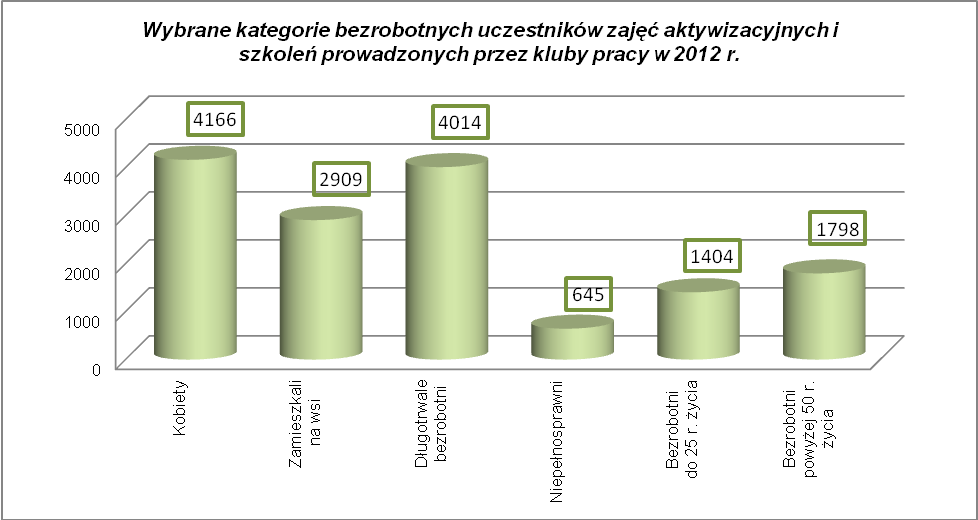 Wybrane kategorie bezrobotnych uczestników zajęć aktywizacyjnych i
szkoleń prowadzonych przez kluby pracy w 2012 r.
5000
4000
3000
2000
1000
0
4166
2909
4014
645
1404
1798
Kobiety
Zamieszkali
na wsi
Długotrwale
bezrobotni
Niepełnosprawni
Bezrobotni
do 25 r. życia
Bezrobotni
powyżej 50 r.
życia